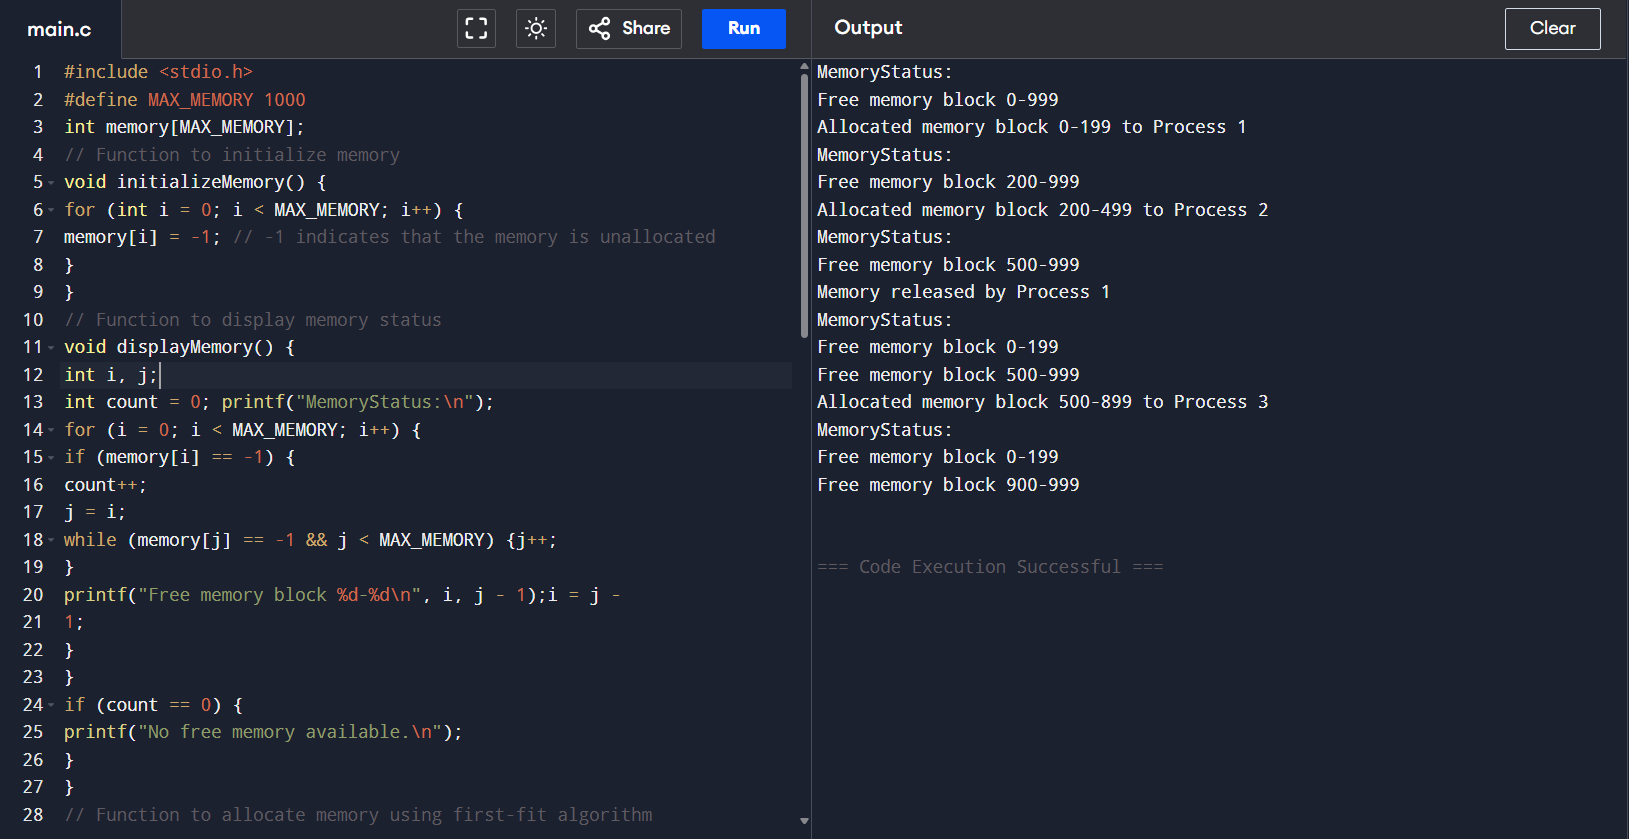 main.c
Share
Run
Output
Clear
1 #include <stdio.h>
2 #define MAX_MEMORY 1000
3 int memory[MAX_MEMORY];
4 // Function to initialize memory
5 void initializeMemory() {
6 for (int i = 0; i < MAX_MEMORY; i++) {
7 memory[i] = -1; // -1 indicates that the memory is unallocated
8 }
9 }
10 // Function to display memory status
11 void displayMemory() {
12 int i, j;
13 int count = 0; printf("MemoryStatus:\n");
14 for (i = 0; i < MAX_MEMORY; i++) {
15 if (memory[i] == -1) {
16 count++;
17 j = i;
18 while (memory[j] == -1 && j < MAX_MEMORY) {j++;
19 }
20 printf("Free memory block %d-%d\n", i, j - 1);i = j -
21 1;
22 }
23 }
24 if (count == 0) {
25 printf("No free memory available.\n");
26 }
27 }
28 // Function to allocate memory using first-fit algorithm
MemoryStatus:
Free memory block 0-999
Allocated memory block 0-199 to Process 1
MemoryStatus:
Free memory block 200-999
Allocated memory block 200-499 to Process 2
MemoryStatus:
Free memory block 500-999
Memory released by Process 1
MemoryStatus:
Free memory block 0-199
Free memory block 500-999
Allocated memory block 500-899 to Process 3
MemoryStatus:
Free memory block 0-199
Free memory block 900-999
=== Code Execution Successful ===